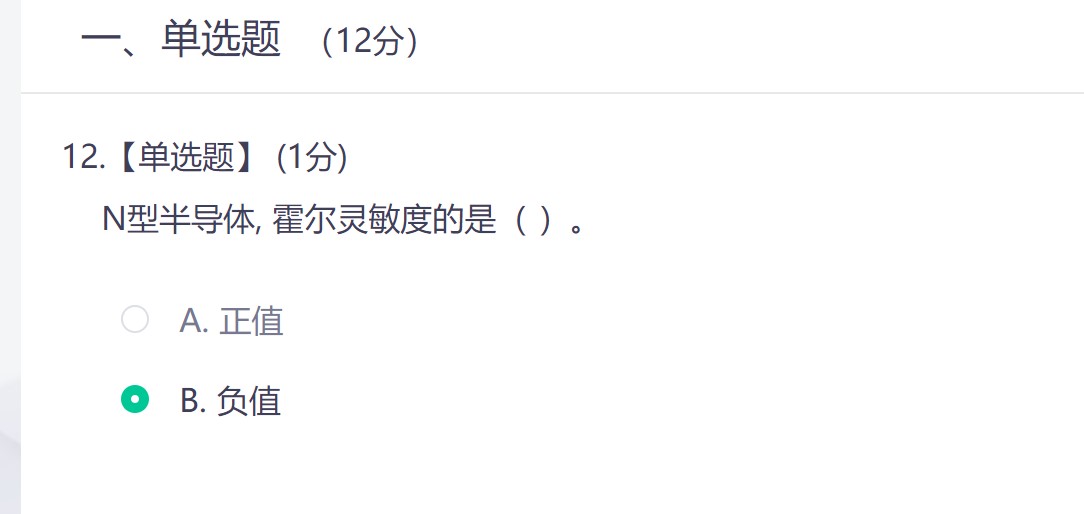 一、单选题 (12分)
12.【单选题】 (1分)
N型半导体, 霍尔灵敏度的是（ ）。
A. 正值
B. 负值